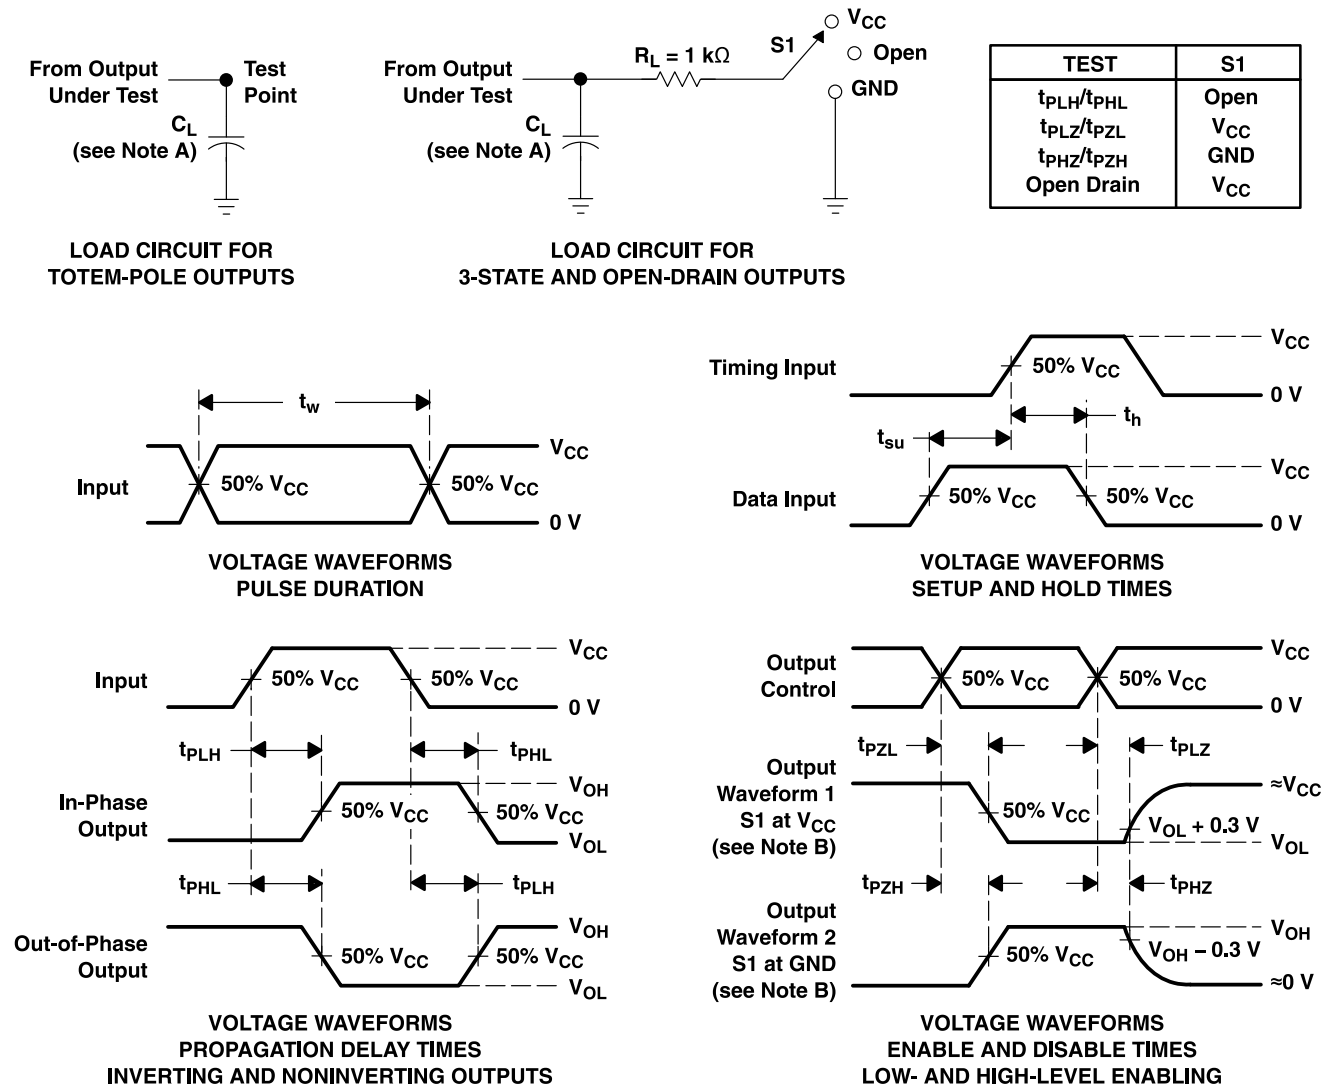 From Output
Under Test
Test
Point
CL
(see Note A)
LOAD CIRCUIT FOR
TOTEM-POLE OUTPUTS
From Output
Under Test
RL = 1 kΩ
S1
VCC
Open
GND
CL
(see Note A)
LOAD CIRCUIT FOR
3-STATE AND OPEN-DRAIN OUTPUTS
TEST S1
tPLH/tPHL Open
tPLZ/tPZL VCC
tPHZ/tPZH GND
Open Drain VCC
tw
Input
50% VCC
50% VCC
VCC
0 V
VOLTAGE WAVEFORMS
PULSE DURATION
Timing Input
50% VCC
VCC
0 V
tsu
th
Data Input
50% VCC
50% VCC
VCC
0 V
VOLTAGE WAVEFORMS
SETUP AND HOLD TIMES
Input
50% VCC
50% VCC
VCC
0 V
tPLH
tPHL
In-Phase
Output
50% VCC
50% VCC
VOH
VOL
tPHL
tPLH
Out-of-Phase
Output
50% VCC
50% VCC
VOH
VOL
VOLTAGE WAVEFORMS
PROPAGATION DELAY TIMES
INVERTING AND NONINVERTING OUTPUTS
Output
Control
50% VCC
50% VCC
VCC
0 V
tPZL
tPLZ
Output
Waveform 1
S1 at VCC
(see Note B)
50% VCC
VOL + 0.3 V
≈VCC
VOL
tPZH
tPHZ
Output
Waveform 2
S1 at GND
(see Note B)
50% VCC
VOH − 0.3 V
VOH
≈0 V
VOLTAGE WAVEFORMS
ENABLE AND DISABLE TIMES
LOW- AND HIGH-LEVEL ENABLING